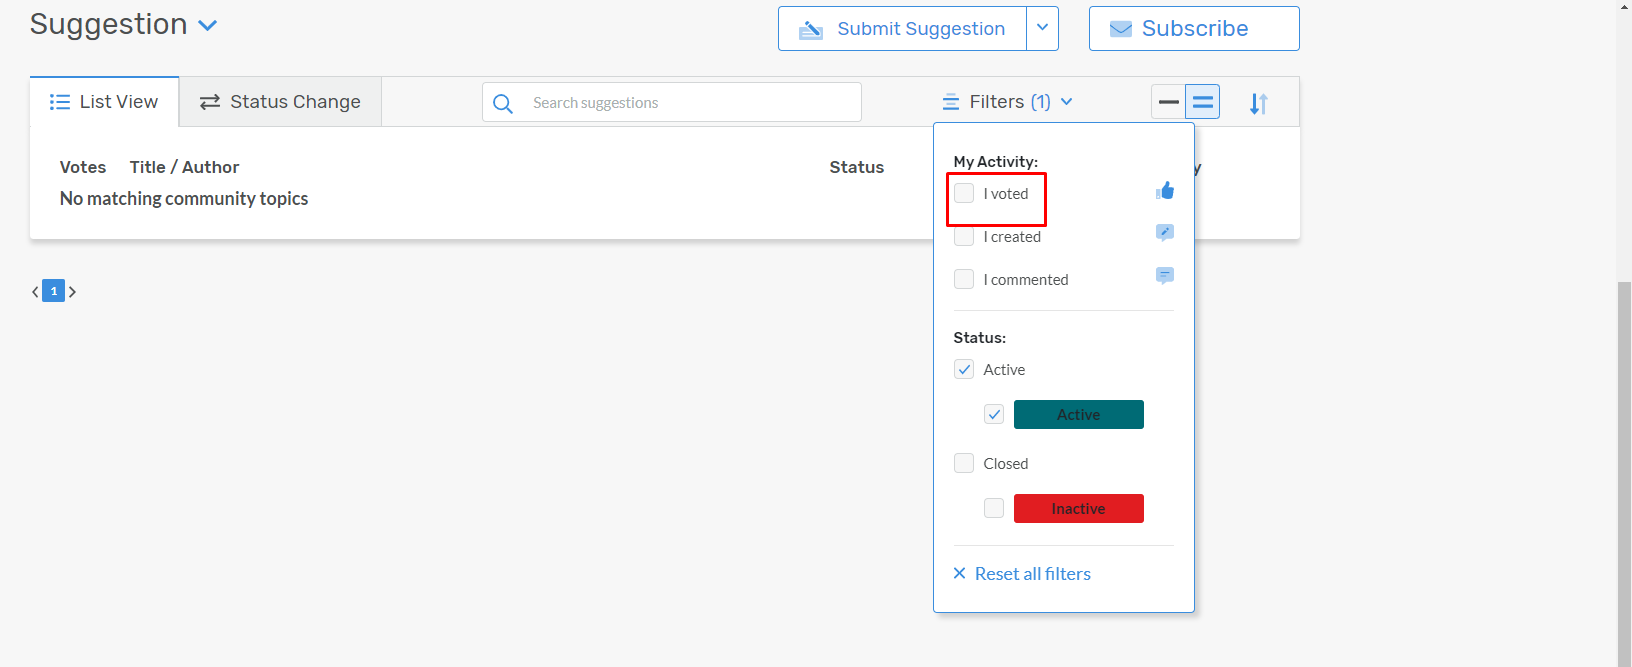 Suggestion
Submit Suggestion
Subscribe
List View
Status Change
Search suggestions
Filters (1)
Votes Title / Author Status y
No matching community topics
My Activity:
I voted
I created
I commented
Status:
Active
Active
Closed
Inactive
Reset all filters
1